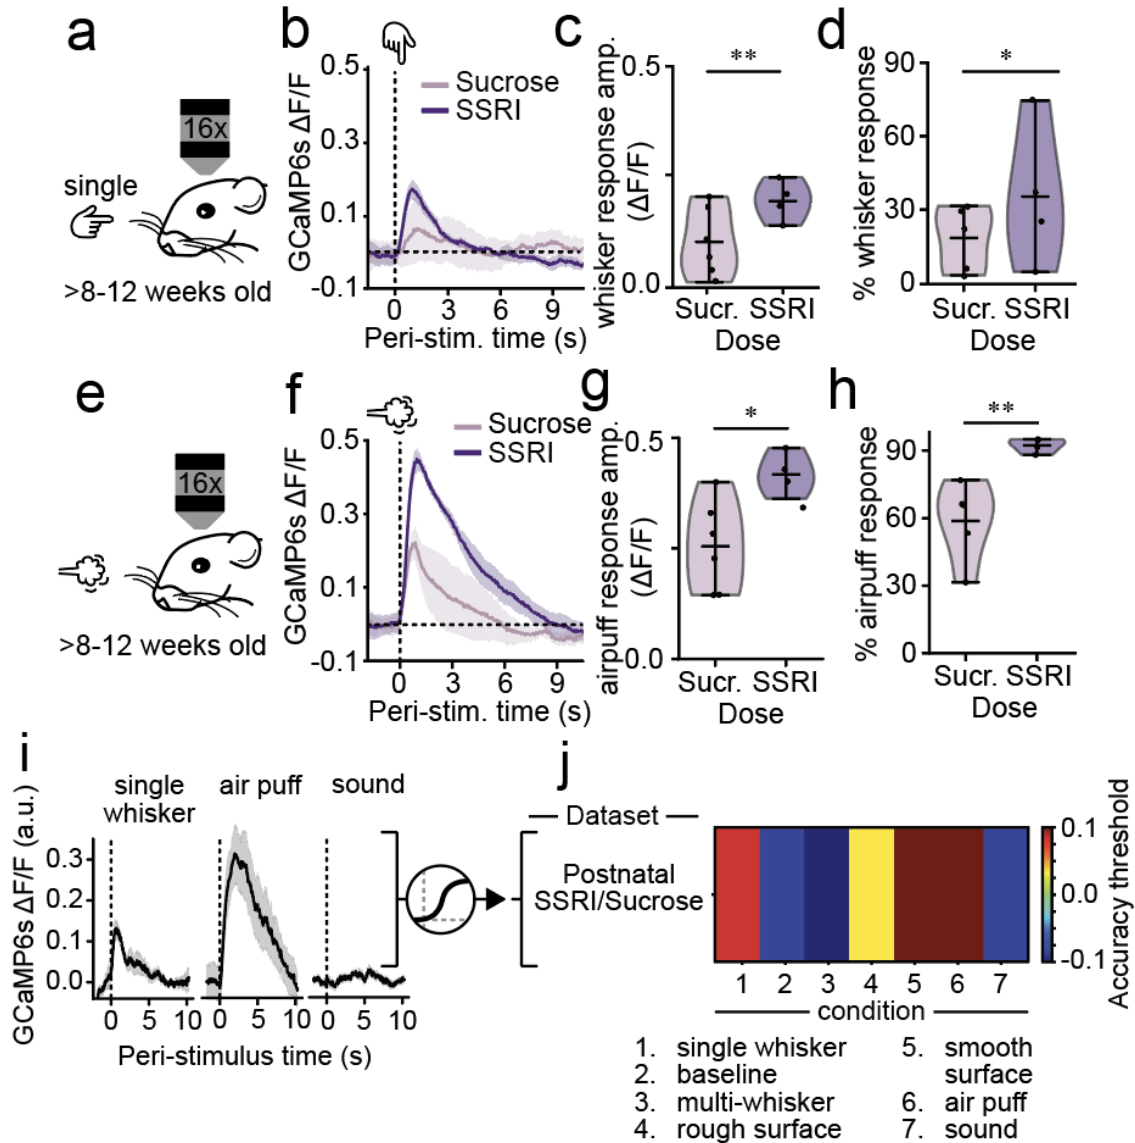 a
16x
single
>8-12 weeks old
b
GCaMP6s ΔF/F
0.5
0.3
0.1
-0.1
Sucrose
SSRI
0 3 6 9
Peri-stim. time (s)
c
whisker response amp.
(ΔF/F)
0.5
0.0
**
Sucr. SSRI
Dose
d
% whisker response
90
60
30
0
*
Sucr. SSRI
Dose
e
16x
>8-12 weeks old
f
GCaMP6s ΔF/F
0.5
0.3
0.1
-0.1
Sucrose
SSRI
0 3 6 9
Peri-stim. time (s)
g
airpuff response amp.
(ΔF/F)
0.5
0.0
*
Sucr. SSRI
Dose
h
% airpuff response
90
60
30
0
**
Sucr. SSRI
Dose
i
GCaMP6s ΔF/F (a.u.)
single
whisker
air puff
sound
0.3
0.2
0.1
0.0
0 5 10 0 5 10 0 5 10
Peri-stimulus time (s)
j
Dataset
Postnatal
SSRI/Sucrose
0.1
0.0
-0.1
Accuracy threshold
1 2 3 4 5 6 7
condition
1. single whisker
2. baseline
3. multi-whisker
4. rough surface
5. smooth
surface
6. air puff
7. sound